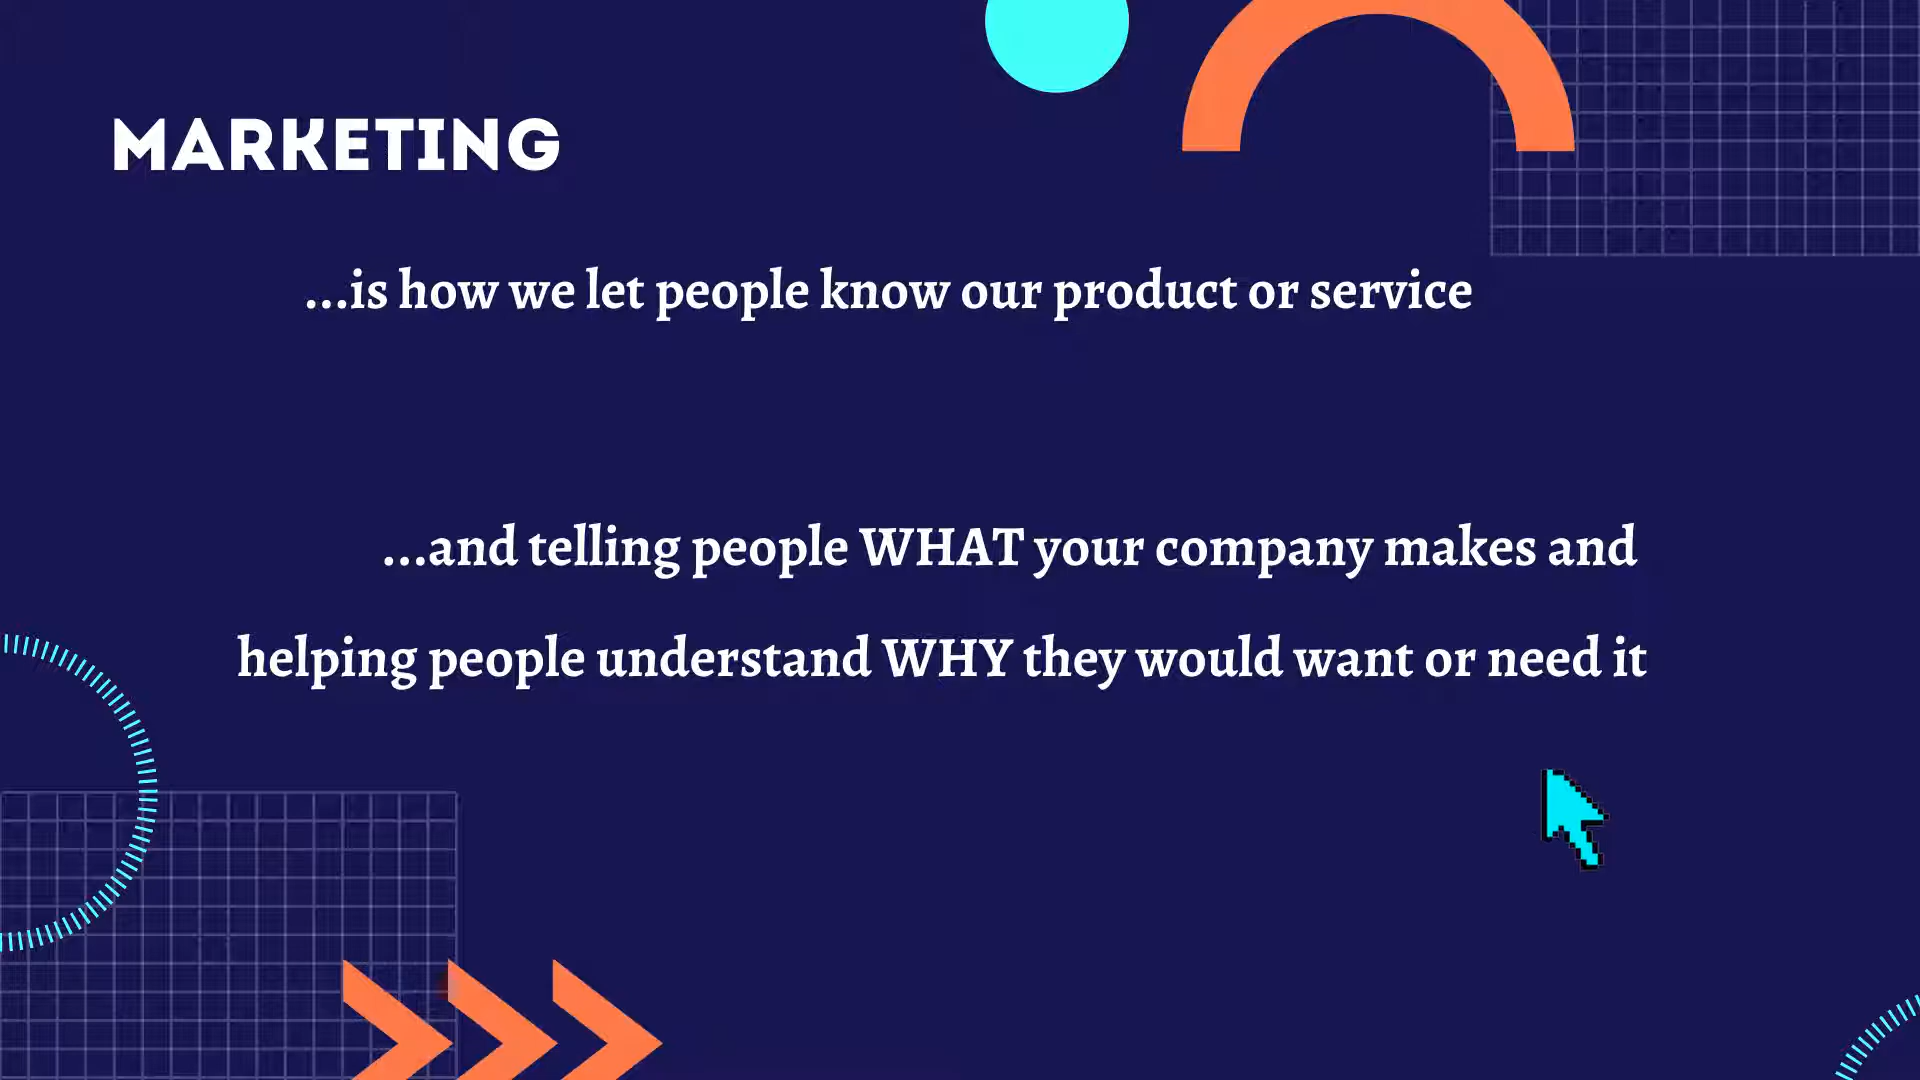 MARKETING
...is how we let people know our product or service
...and telling people WHAT your company makes and
helping people understand WHY they would want or need it